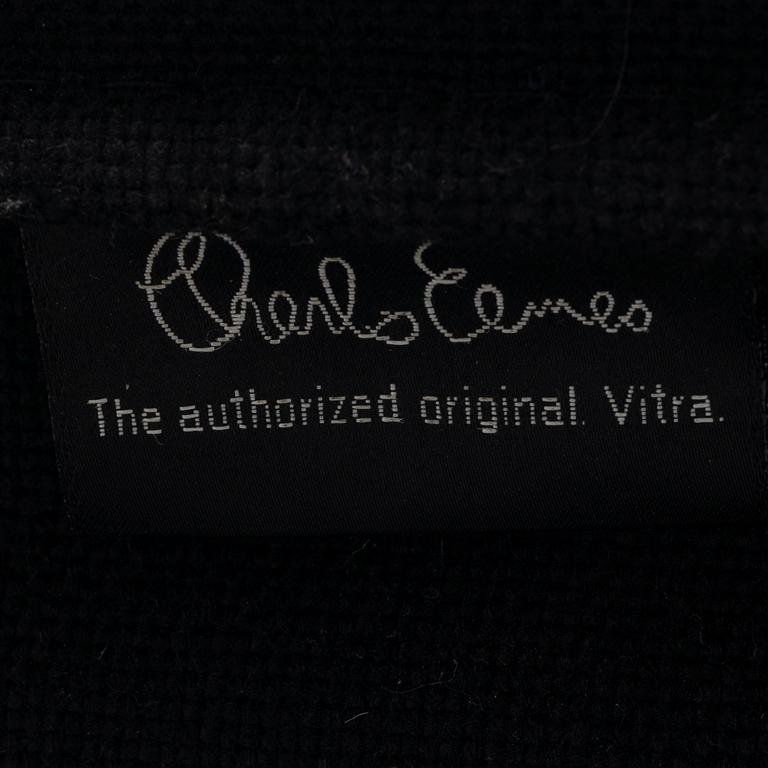 Charles Eames
The authorized original. Vitra.